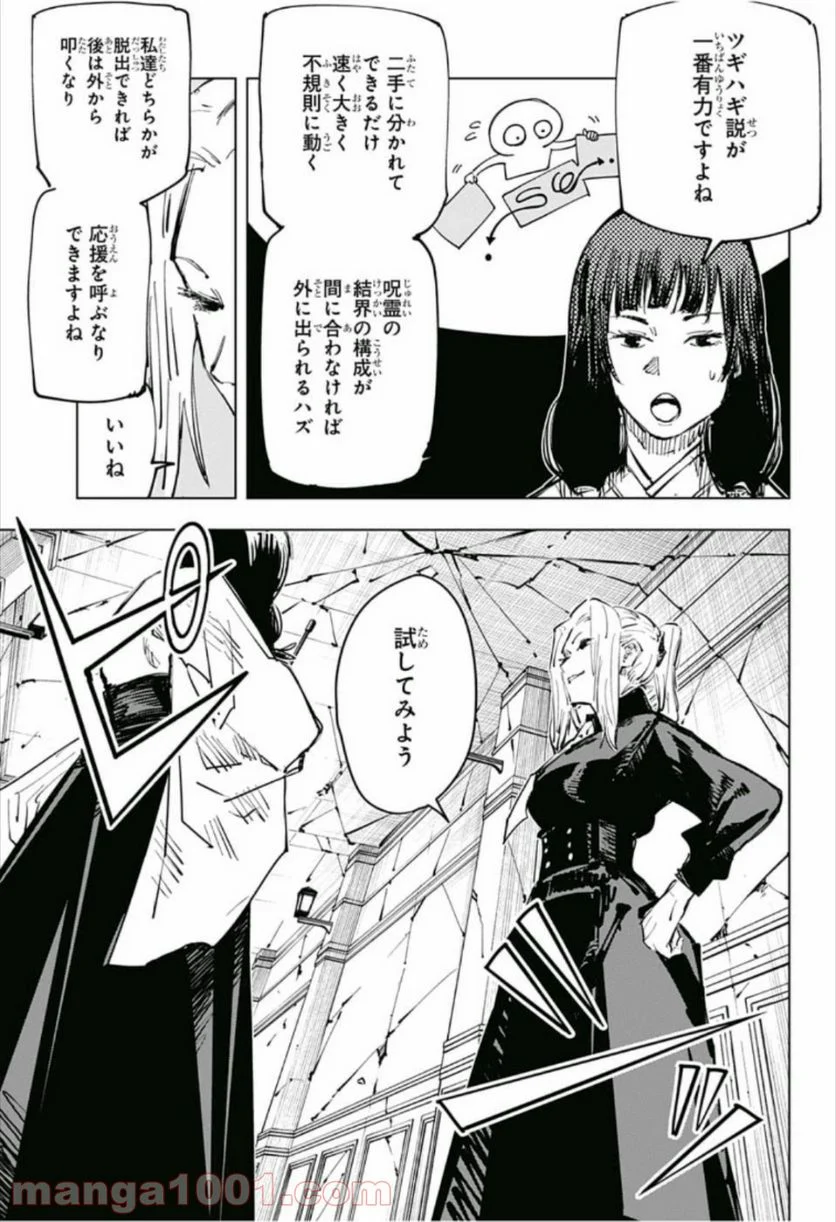 ツギハギ説が
一番有力ですよね
二手に分かれて
できるだけ
速く大きく
不規則に動く
呪霊の
結界の構成が
間に合わなければ
外に出られるハズ
私達どちらかが
脱出できれば
後は外から
叩くなり
応援を呼ぶなり
できますよね
いいね
試してみよう
ピシ
パン
manga1001.com